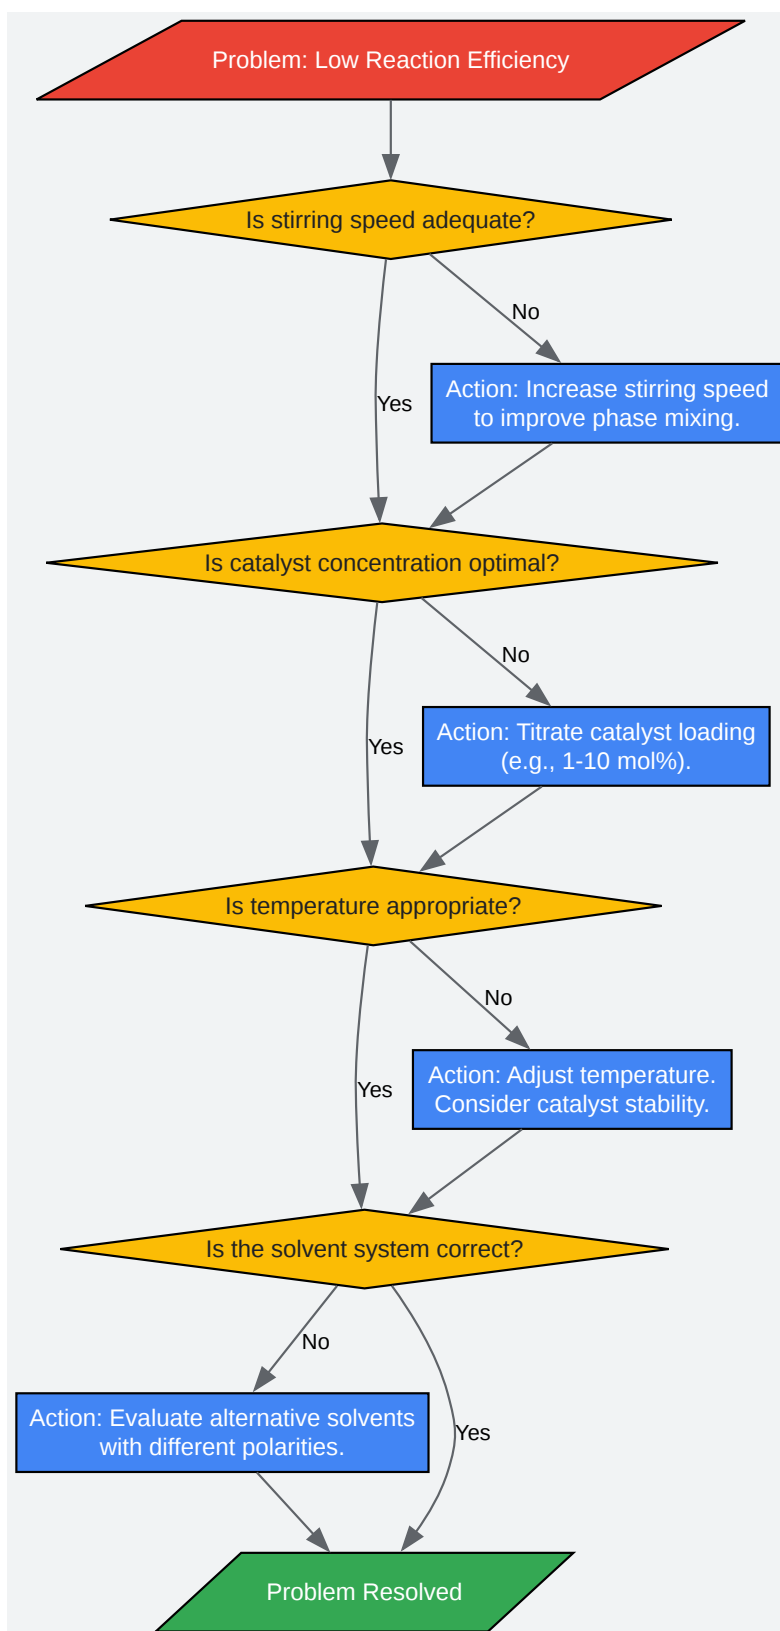 Problem: Low Reaction Efficiency
Is stirring speed adequate?
No
Action: Increase stirring speed
to improve phase mixing.
Yes
Is catalyst concentration optimal?
No
Action: Titrate catalyst loading
(e.g., 1-10 mol%).
Yes
Is temperature appropriate?
No
Action: Adjust temperature.
Consider catalyst stability.
Yes
Is the solvent system correct?
No
Action: Evaluate alternative solvents
with different polarities.
Yes
Problem Resolved